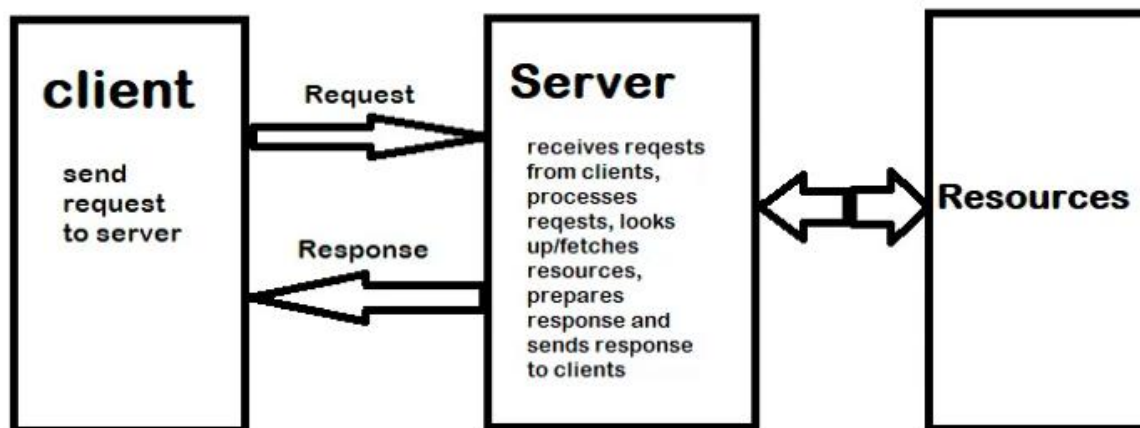 client
send
request
to server
Request
Response
Server
receives reqests
from clients,
processes
reqests, looks
up/fetches
resources,
prepares
response and
sends response
to clients
Resources